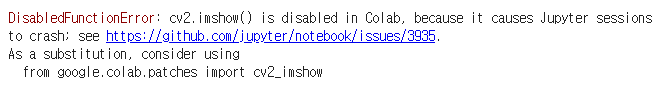 DisabledFunctionError: cv2.imshow() is disabled in Colab, because it causes Jupyter sessions
to crash; see https://github.com/jupyter/notebook/issues/3935.
As a substitution, consider using
  from google.colab.patches import cv2_imshow